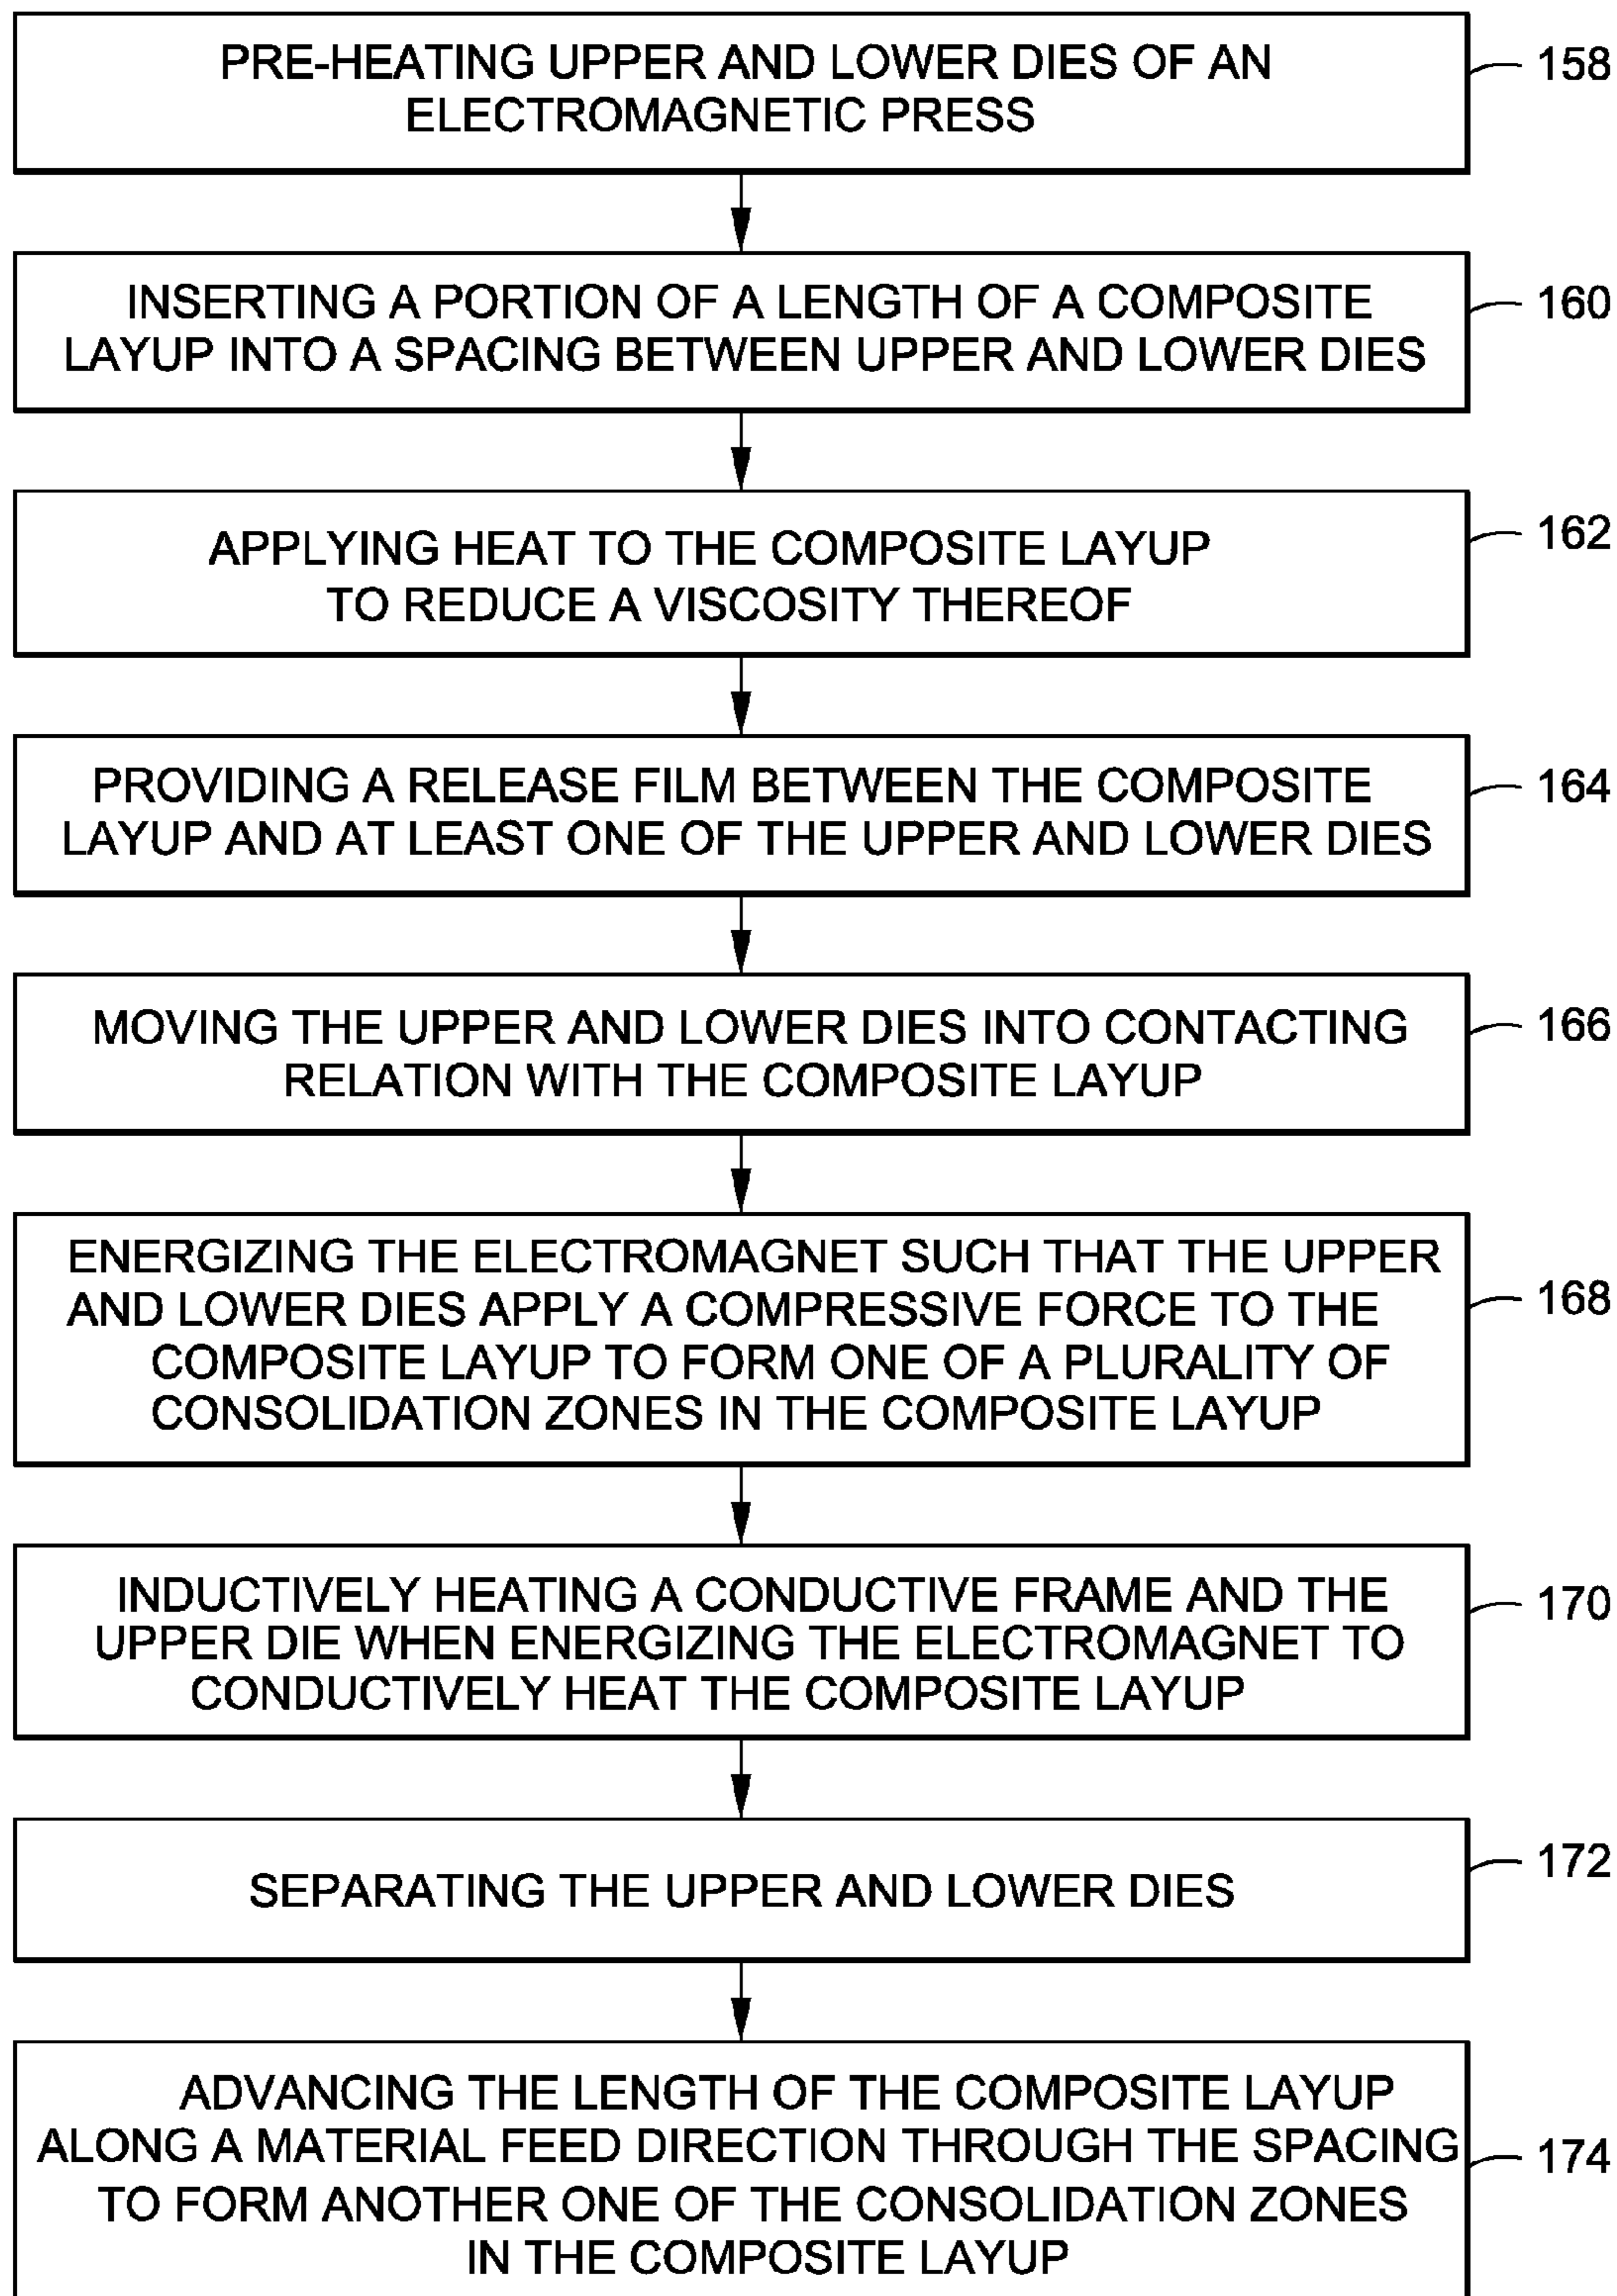 PRE-HEATING UPPER AND LOWER DIES OF AN
ELECTROMAGNETIC PRESS
158
INSERTING A PORTION OF A LENGTH OF A COMPOSITE
LAYUP INTO A SPACING BETWEEN UPPER AND LOWER DIES
160
APPLYING HEAT TO THE COMPOSITE LAYUP
TO REDUCE A VISCOSITY THEREOF
162
PROVIDING A RELEASE FILM BETWEEN THE COMPOSITE
LAYUP AND AT LEAST ONE OF THE UPPER AND LOWER DIES
164
MOVING THE UPPER AND LOWER DIES INTO CONTACTING
RELATION WITH THE COMPOSITE LAYUP
166
ENERGIZING THE ELECTROMAGNET SUCH THAT THE UPPER
AND LOWER DIES APPLY A COMPRESSIVE FORCE TO THE
COMPOSITE LAYUP TO FORM ONE OF A PLURALITY OF
CONSOLIDATION ZONES IN THE COMPOSITE LAYUP
168
INDUCTIVELY HEATING A CONDUCTIVE FRAME AND THE
UPPER DIE WHEN ENERGIZING THE ELECTROMAGNET TO
CONDUCTIVELY HEAT THE COMPOSITE LAYUP
170
SEPARATING THE UPPER AND LOWER DIES
172
ADVANCING THE LENGTH OF THE COMPOSITE LAYUP
ALONG A MATERIAL FEED DIRECTION THROUGH THE SPACING
TO FORM ANOTHER ONE OF THE CONSOLIDATION ZONES
IN THE COMPOSITE LAYUP
174